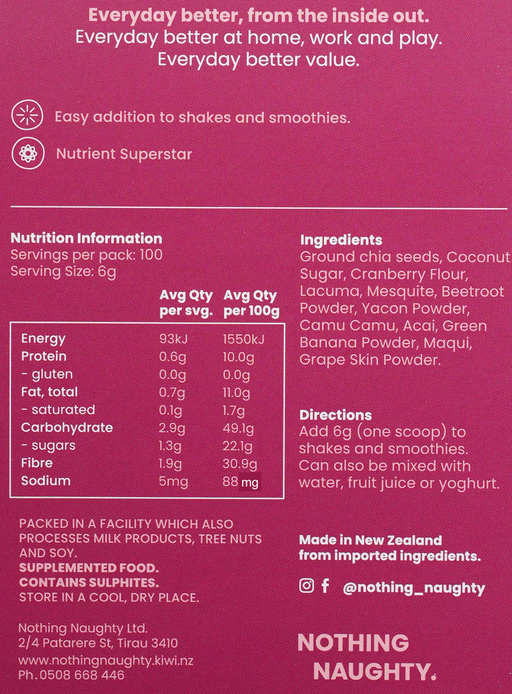 Everyday better, from the inside out.
Everyday better at home, work and play.
Everyday better value.
Easy addition to shakes and smoothies.
Nutrient Superstar
Nutrition Information
Servings per pack: 100
Serving Size: 6g
Avg Qty Avg Qty
per svg. per 100g
Energy 93kJ 1550kJ
Protein 0.6g 10.0g
- gluten 0.0g 0.0g
Fat, total 0.7g 11.0g
- saturated 0.1g 1.7g
Carbohydrate 2.9g 49.1g
- sugars 1.3g 22.1g
Fibre 1.9g 30.9g
Sodium 5mg 88 mg
PACKED IN A FACILITY WHICH ALSO
PROCESSES MILK PRODUCTS, TREE NUTS
AND SOY.
SUPPLEMENTED FOOD.
CONTAINS SULPHITES.
STORE IN A COOL, DRY PLACE.
Nothing Naughty Ltd.
2/4 Patarere St, Tirau 3410
www.nothingnaughty.kiwi.nz
Ph.0508 668 446
Ingredients
Ground chia seeds, Coconut
Sugar, Cranberry Flour,
Lacuma, Mesquite, Beetroot
Powder, Yacon Powder,
Camu Camu, Acai, Green
Banana Powder, Maqui,
Grape Skin Powder.
Directions
Add 6g (one scoop) to
shakes and smoothies.
Can also be mixed with
water, fruit juice or yoghurt.
Made in New Zealand
from imported ingredients.
@nothing_naughty
NOTHING
NAUGHTY.